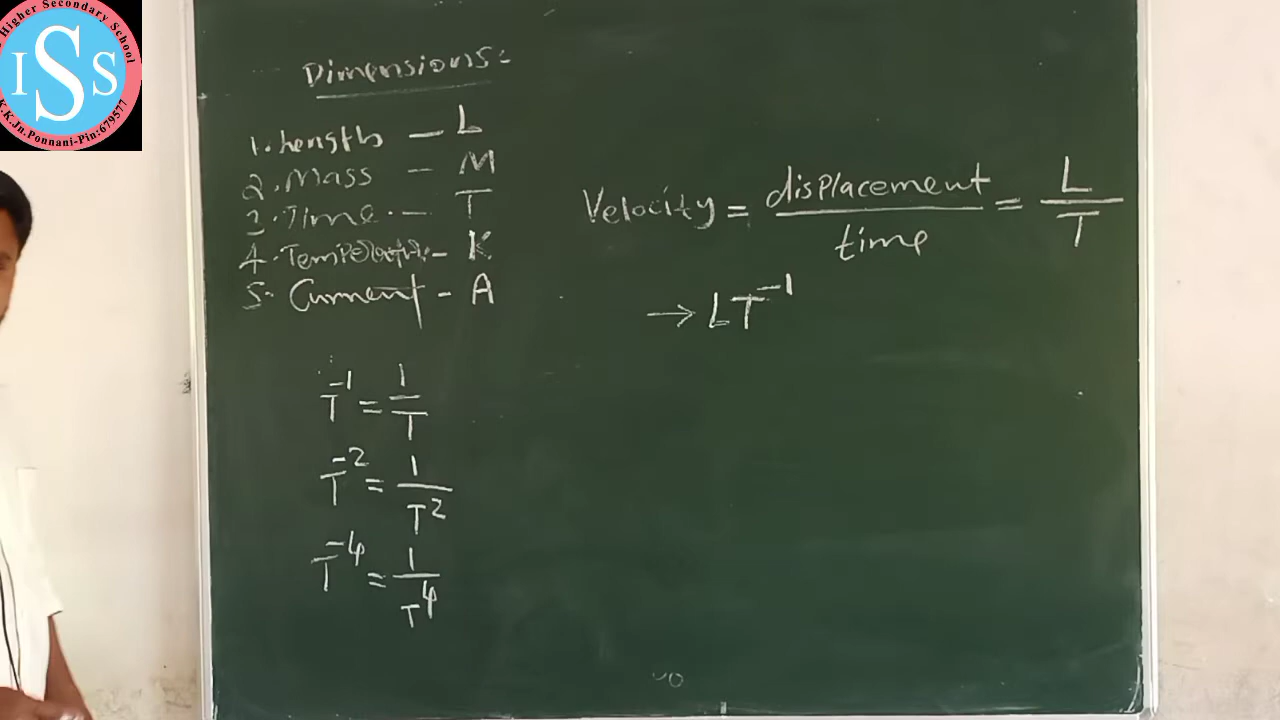 Higher Secondary School
ISS
K.K.Jn.Ponnani-Pin:679577
Dimensions:
1. Length — L
2. Mass — M
3. Time — T
4. Temperature – K
5. Current – A
T⁻¹ = 1/T
T⁻² = 1/T²
T⁻⁴ = 1/T⁴
Velocity = displacement/time = L/T
→ LT⁻¹